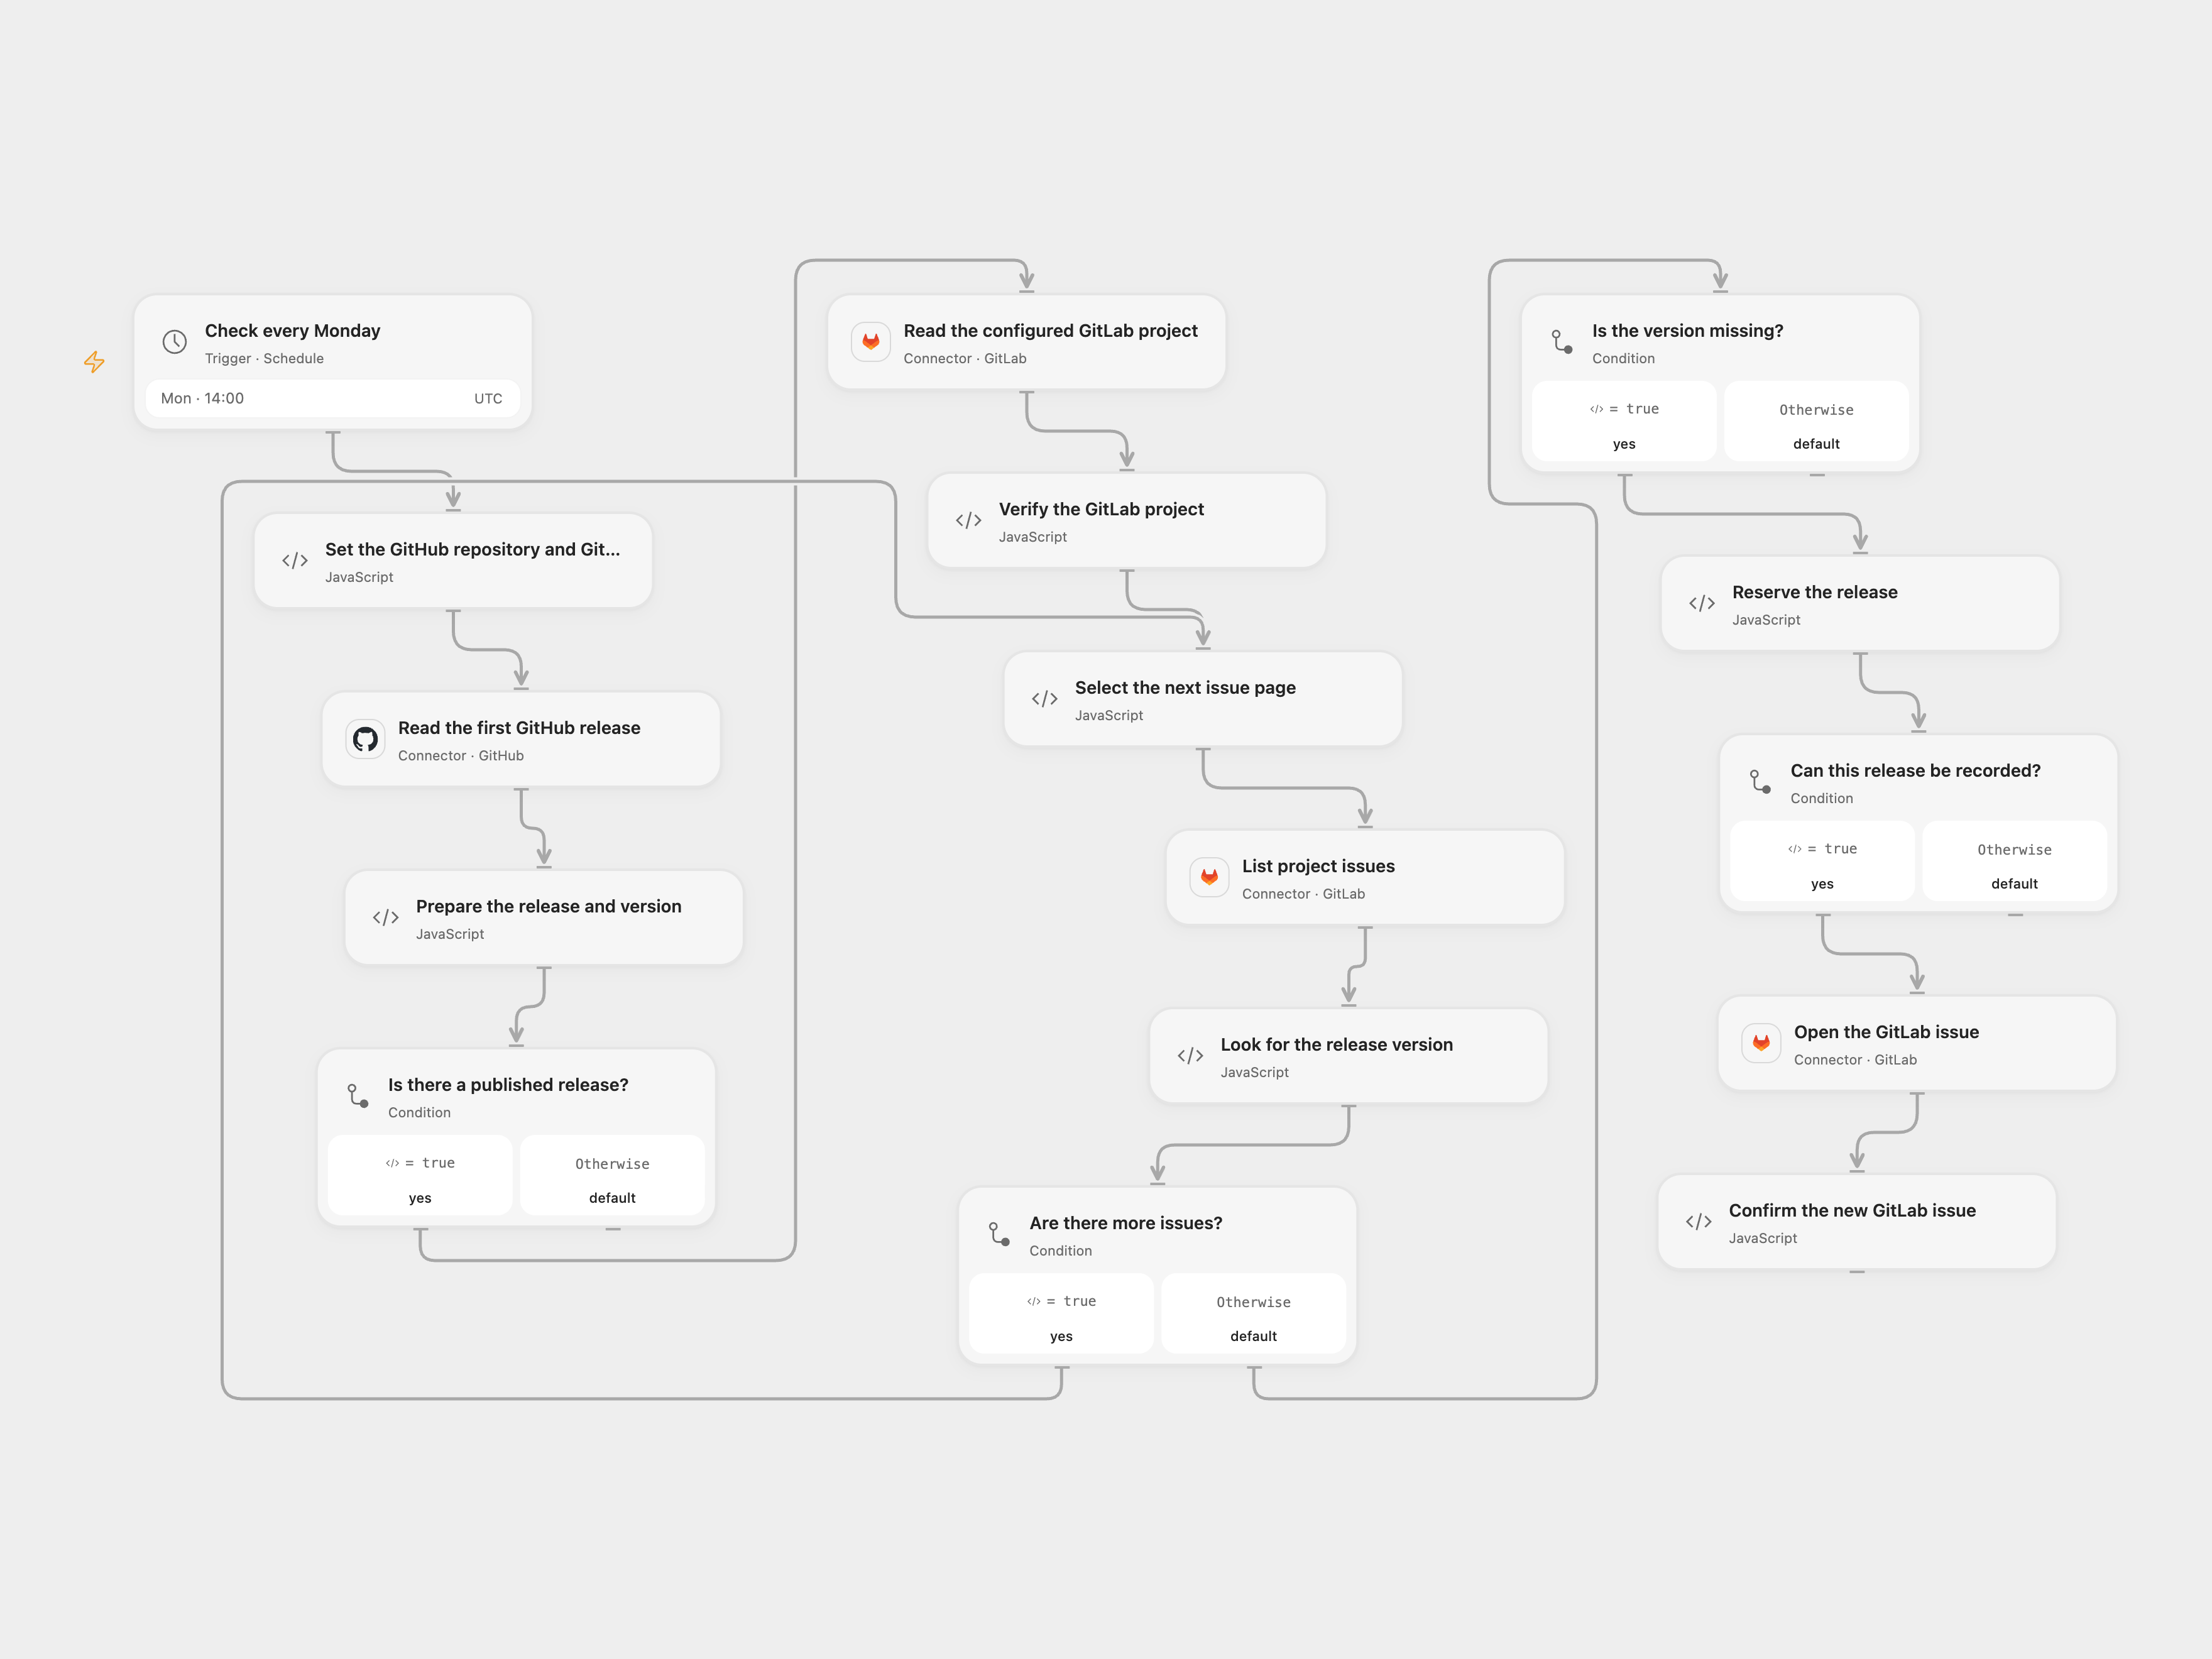 Check every Monday
Trigger · Schedule
Mon · 14:00
UTC
Set the GitHub repository and Git...
JavaScript
Read the first GitHub release
Connector · GitHub
Prepare the release and version
JavaScript
Is there a published release?
Condition
</> = true
yes
Otherwise
default
Read the configured GitLab project
Connector · GitLab
Verify the GitLab project
JavaScript
Select the next issue page
JavaScript
List project issues
Connector · GitLab
Look for the release version
JavaScript
Are there more issues?
Condition
</> = true
yes
Otherwise
default
Is the version missing?
Condition
</> = true
yes
Otherwise
default
Reserve the release
JavaScript
Can this release be recorded?
Condition
</> = true
yes
Otherwise
default
Open the GitLab issue
Connector · GitLab
Confirm the new GitLab issue
JavaScript